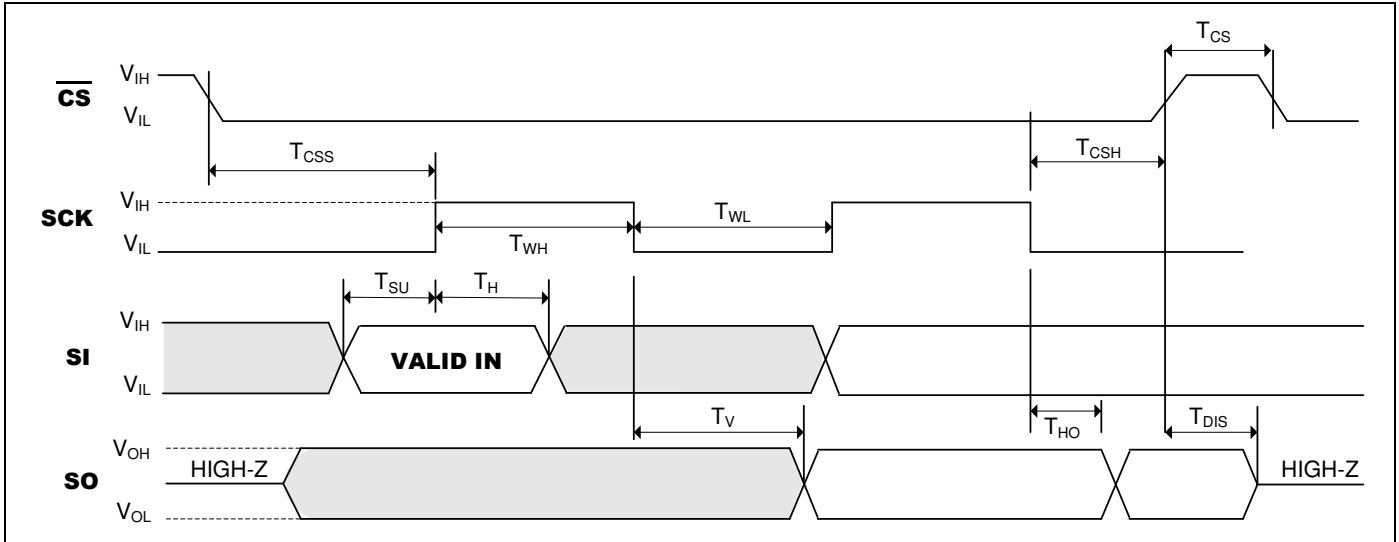 T_CS
V_IH
CS
V_IL
T_CSS
T_CSH
V_IH
SCK
T_WL
V_IL
T_WH
T_SU
T_H
V_IH
SI
VALID IN
V_IL
T_V
T_HO
T_DIS
V_OH
HIGH-Z
HIGH-Z
SO
V_OL